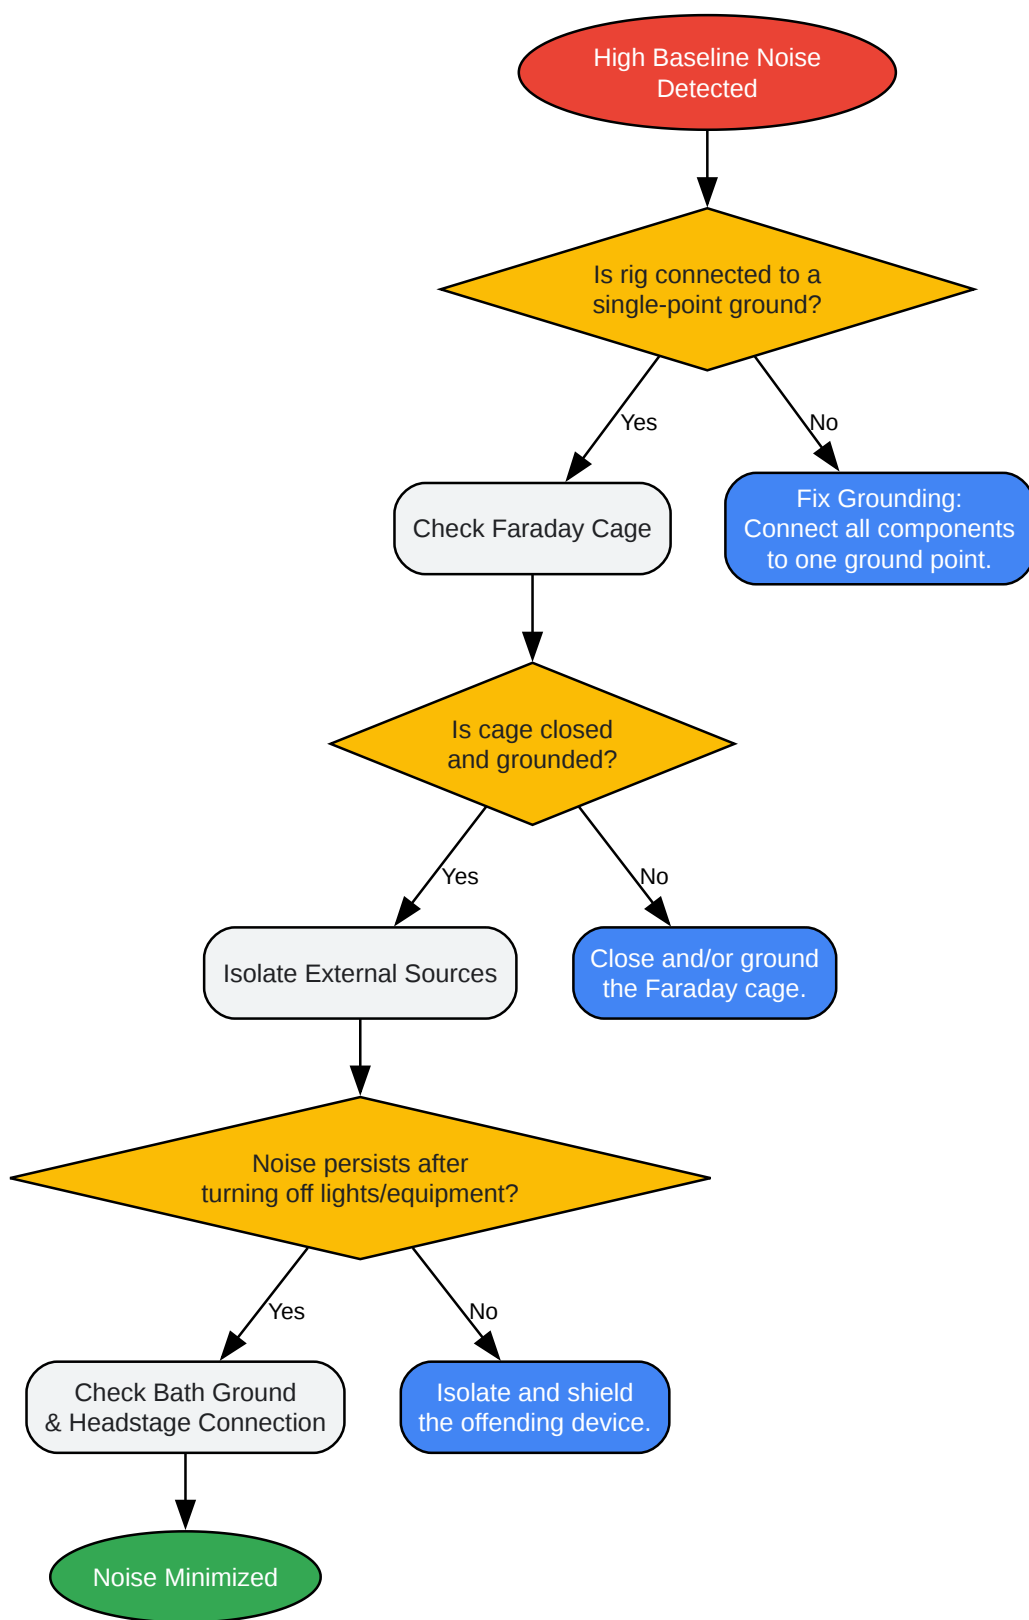 High Baseline Noise
Detected
Is rig connected to a
single-point ground?
Yes
No
Check Faraday Cage
Fix Grounding:
Connect all components
to one ground point.
Is cage closed
and grounded?
Yes
No
Isolate External Sources
Close and/or ground
the Faraday cage.
Noise persists after
turning off lights/equipment?
Yes
No
Check Bath Ground
& Headstage Connection
Isolate and shield
the offending device.
Noise Minimized